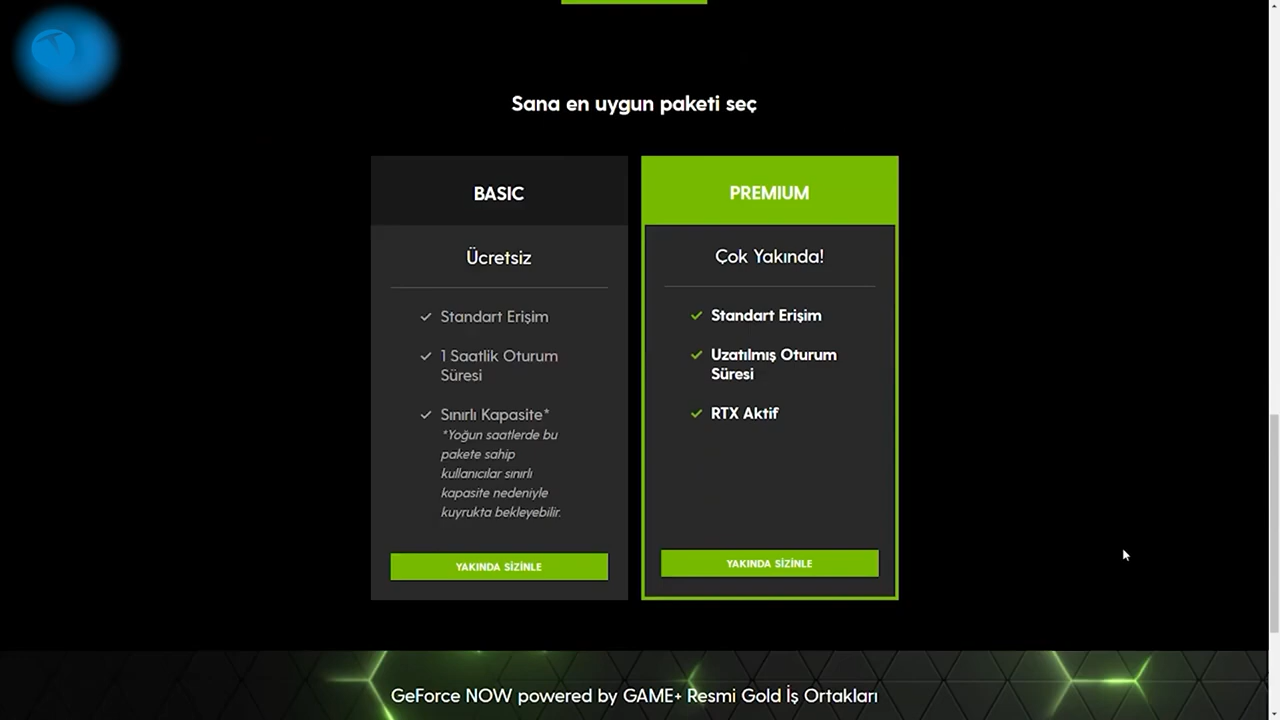 Sana en uygun paketi seç
BASIC
Ücretsiz
Standart Erişim
1 Saatlik Oturum
Süresi
Sınırlı Kapasite*
*Yoğun saatlerde bu
pakete sahip
kullanıcılar sınırlı
kapasite nedeniyle
kuyrukta bekleyebilir.
YAKINDA SİZİNLE
PREMIUM
Çok Yakında!
Standart Erişim
Uzatılmış Oturum
Süresi
RTX Aktif
YAKINDA SİZİNLE
GeForce NOW powered by GAME+ Resmi Gold İş Ortakları